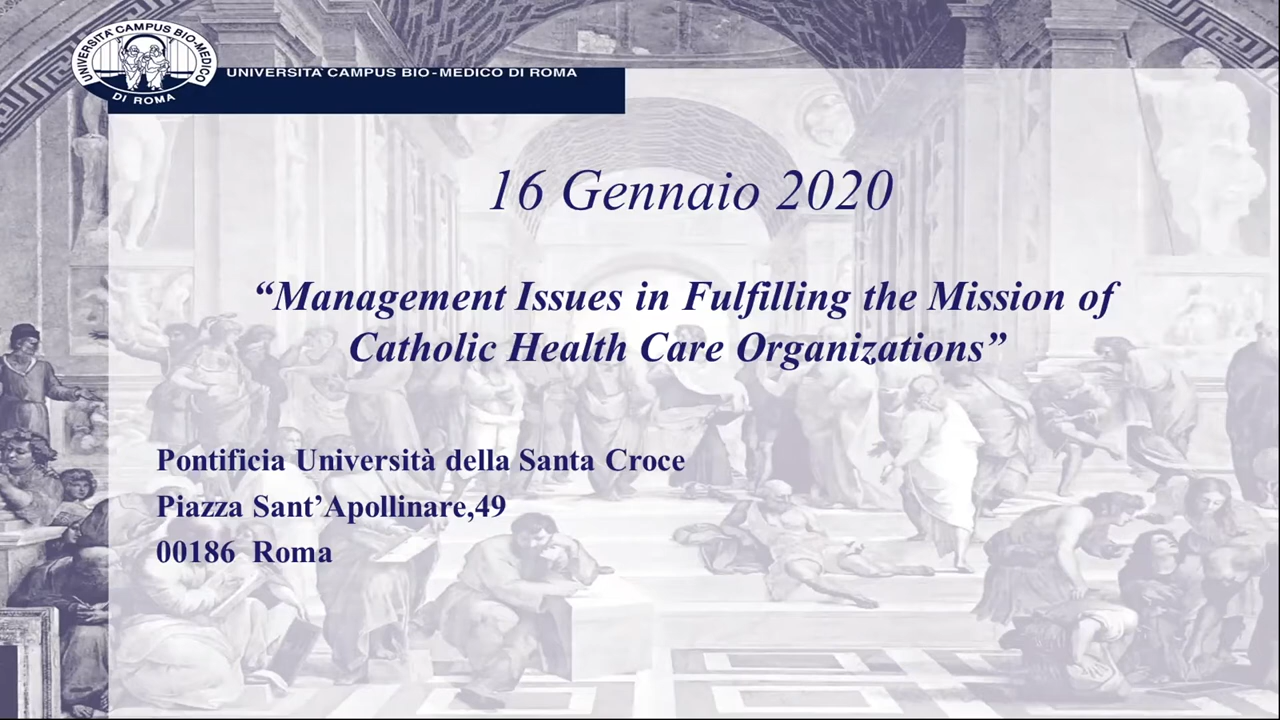 UNIVERSITÀ CAMPUS BIO-MEDICO
DI ROMA
UNIVERSITÀ CAMPUS BIO-MEDICO DI ROMA
16 Gennaio 2020
“Management Issues in Fulfilling the Mission of
Catholic Health Care Organizations”
Pontificia Università della Santa Croce
Piazza Sant’Apollinare,49
00186 Roma